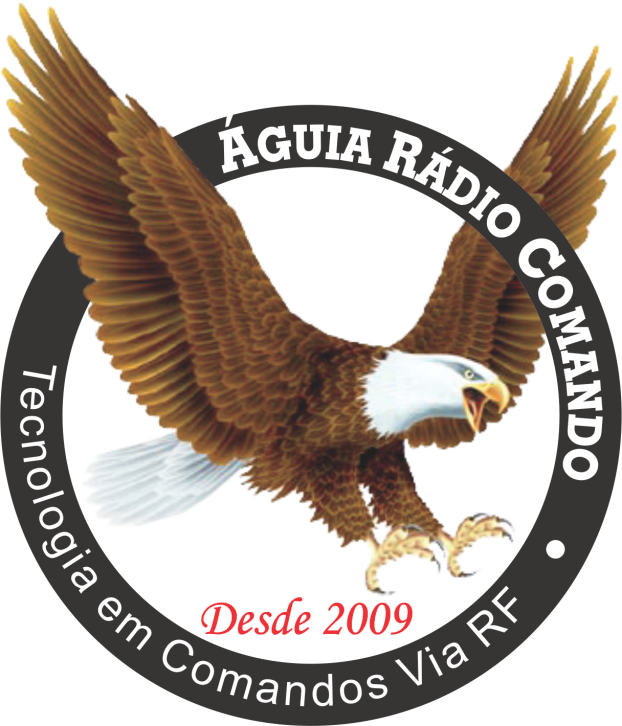 ÁGUIA RÁDIO COMANDO
Tecnologia em Comandos Via RF
Desde 2009